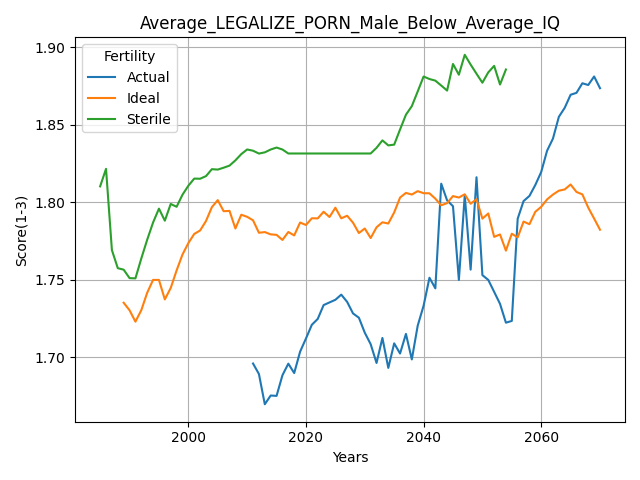 Average_LEGALIZE_PORN_Male_Below_Average_IQ
Fertility
Actual
Ideal
Sterile
Score(1-3)
1.90
1.85
1.80
1.75
1.70
2000 2020 2040 2060
Years